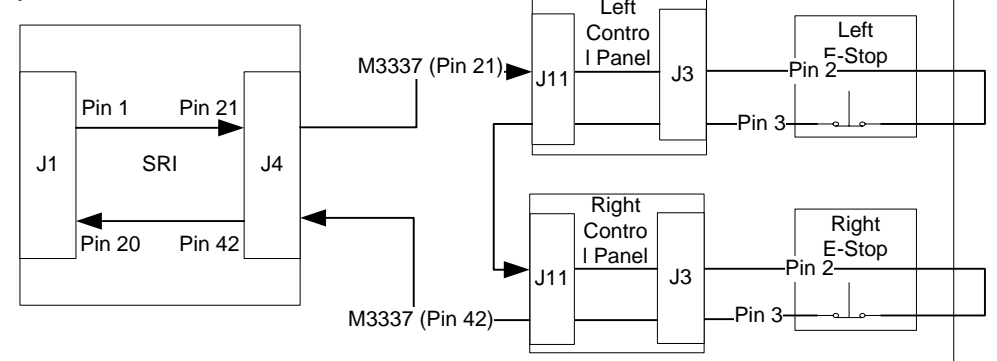 Left
Contro
l Panel
Left
E-Stop
M3337 (Pin 21)
J11
J3
Pin 2
Pin 3
Pin 1
Pin 21
J1
SRI
J4
Pin 20
Pin 42
Right
Contro
l Panel
Right
E-Stop
J11
J3
Pin 2
Pin 3
M3337 (Pin 42)